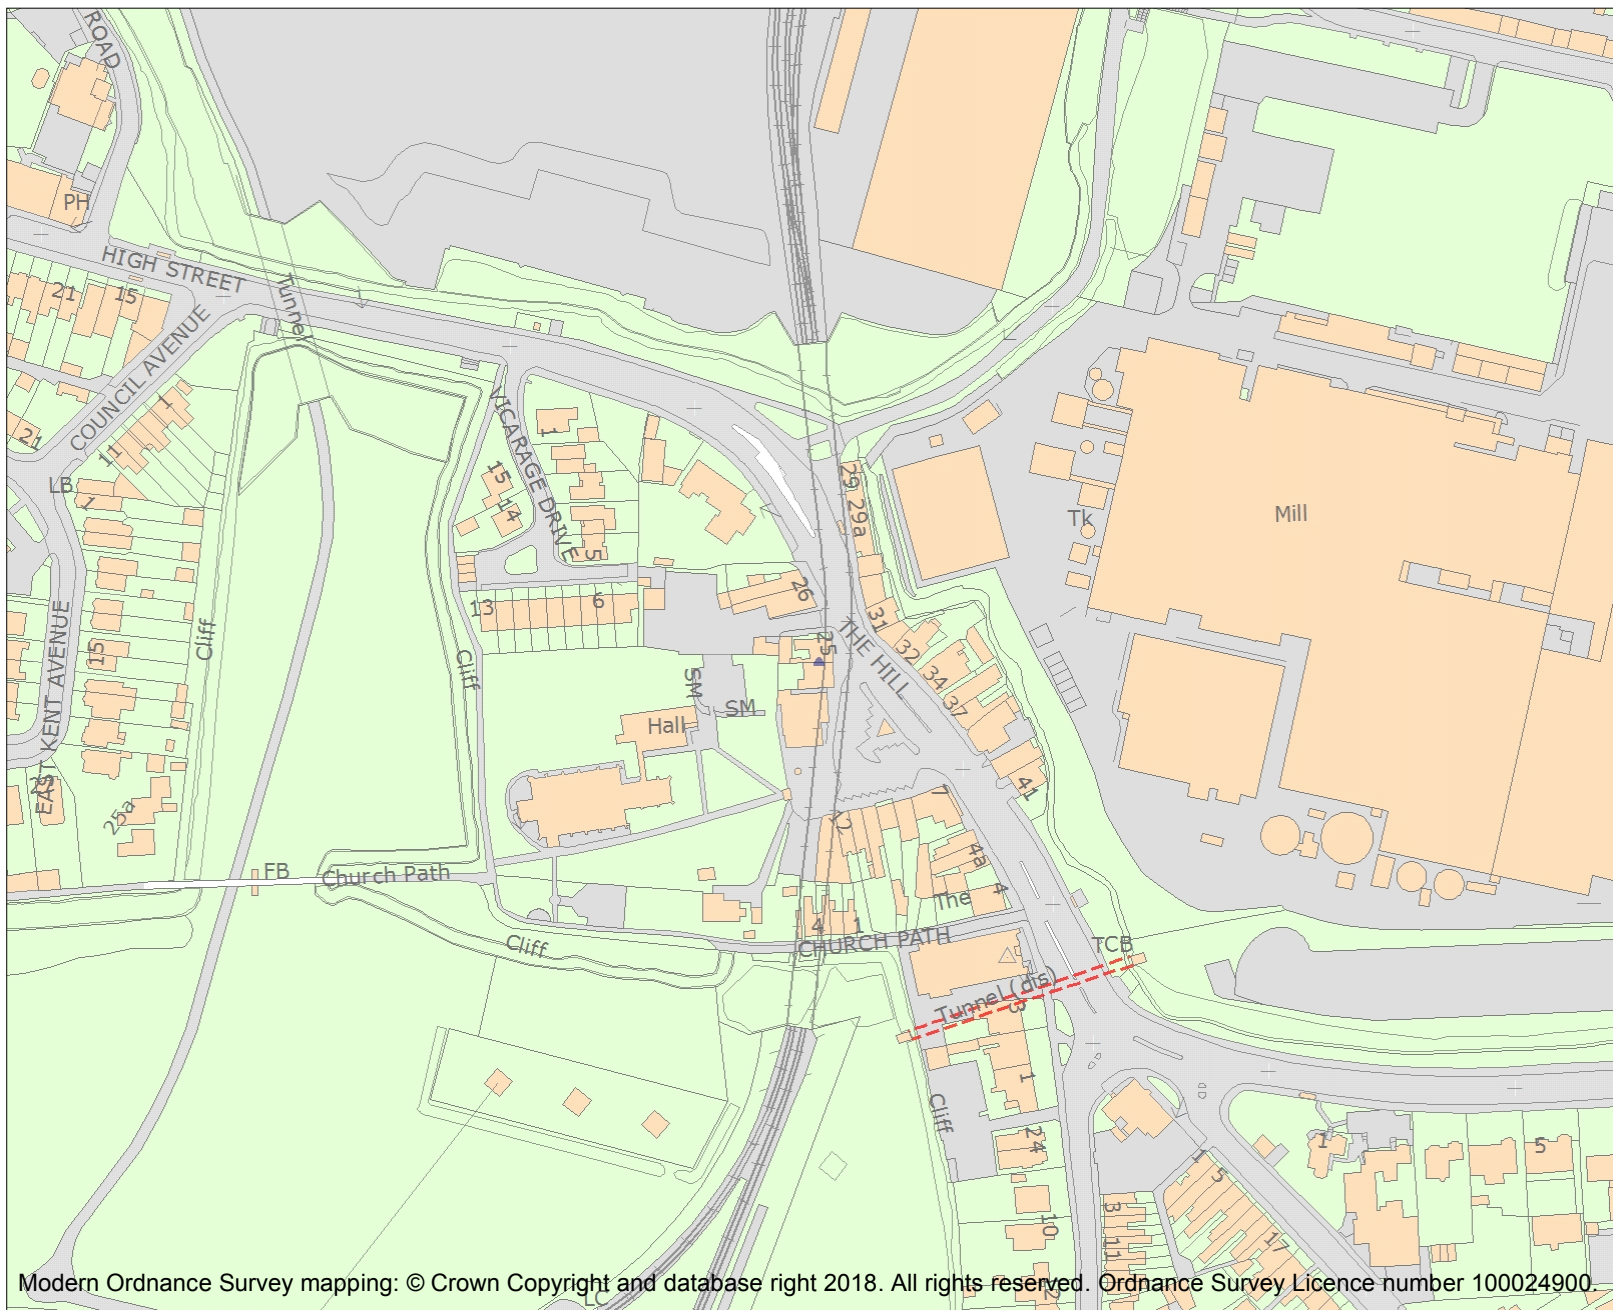 ROAD
PH
HIGH STREET
Tunnel
21
15
COUNCIL AVENUE
21
1
11
LB
1
VICARAGE DRIVE
1
15
14
5
13
6
29
29a
26
31
Tk
Mill
THE HILL
25
32
34
37
Cliff
Cliff
EAST KENT AVENUE
15
SM
SM
Hall
25a
41
7
12
4a
4
The
FB
Church Path
4
1
CHURCH PATH
Cliff
TCB
Tunnel (dis)
3
1
Cliff
24
1
5
1
5
10
3
11
17
12
LC
Modern Ordnance Survey mapping: © Crown Copyright and database right 2018. All rights reserved. Ordnance Survey Licence number 100024900.